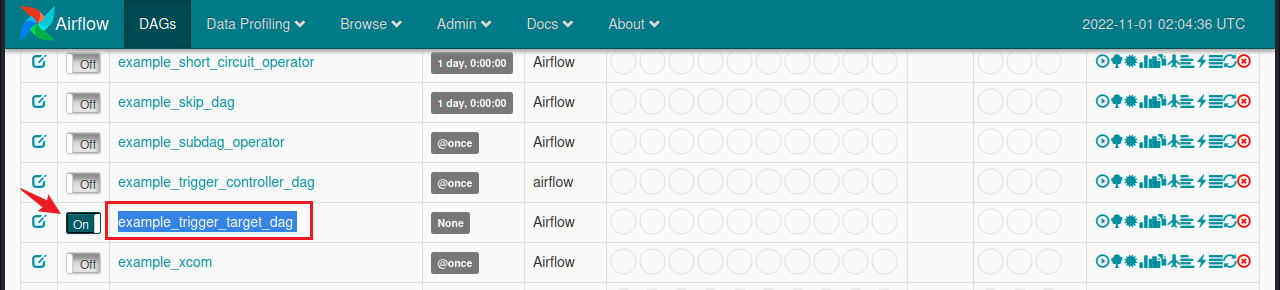 Airflow DAGs Data Profiling Browse Admin Docs About 2022-11-01 02:04:36 UTC
Off example_short_circuit_operator 1 day, 0:00:00 Airflow
Off example_skip_dag 1 day, 0:00:00 Airflow
Off example_subdag_operator @once Airflow
Off example_trigger_controller_dag @once airflow
On example_trigger_target_dag None Airflow
Off example_xcom @once Airflow